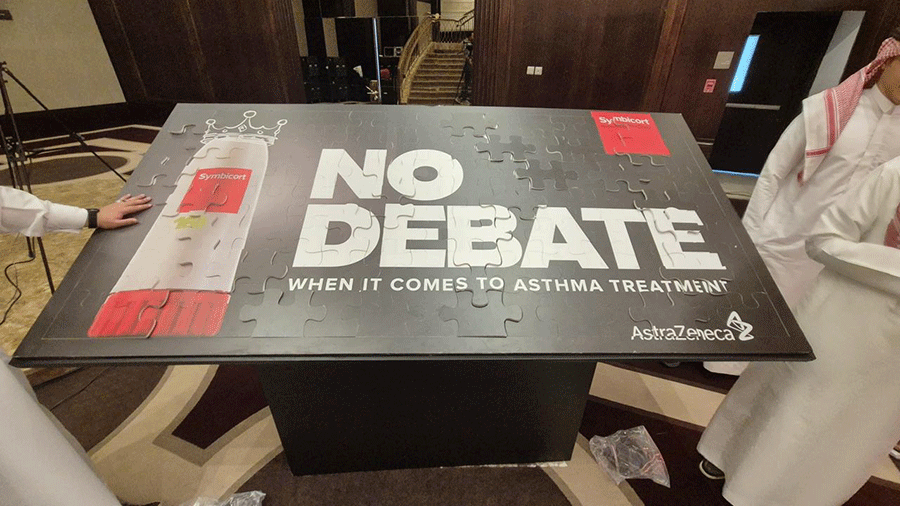 Symbicort
Symbicort
NO
DEBATE
WHEN IT COMES TO ASTHMA TREATMENT
AstraZeneca